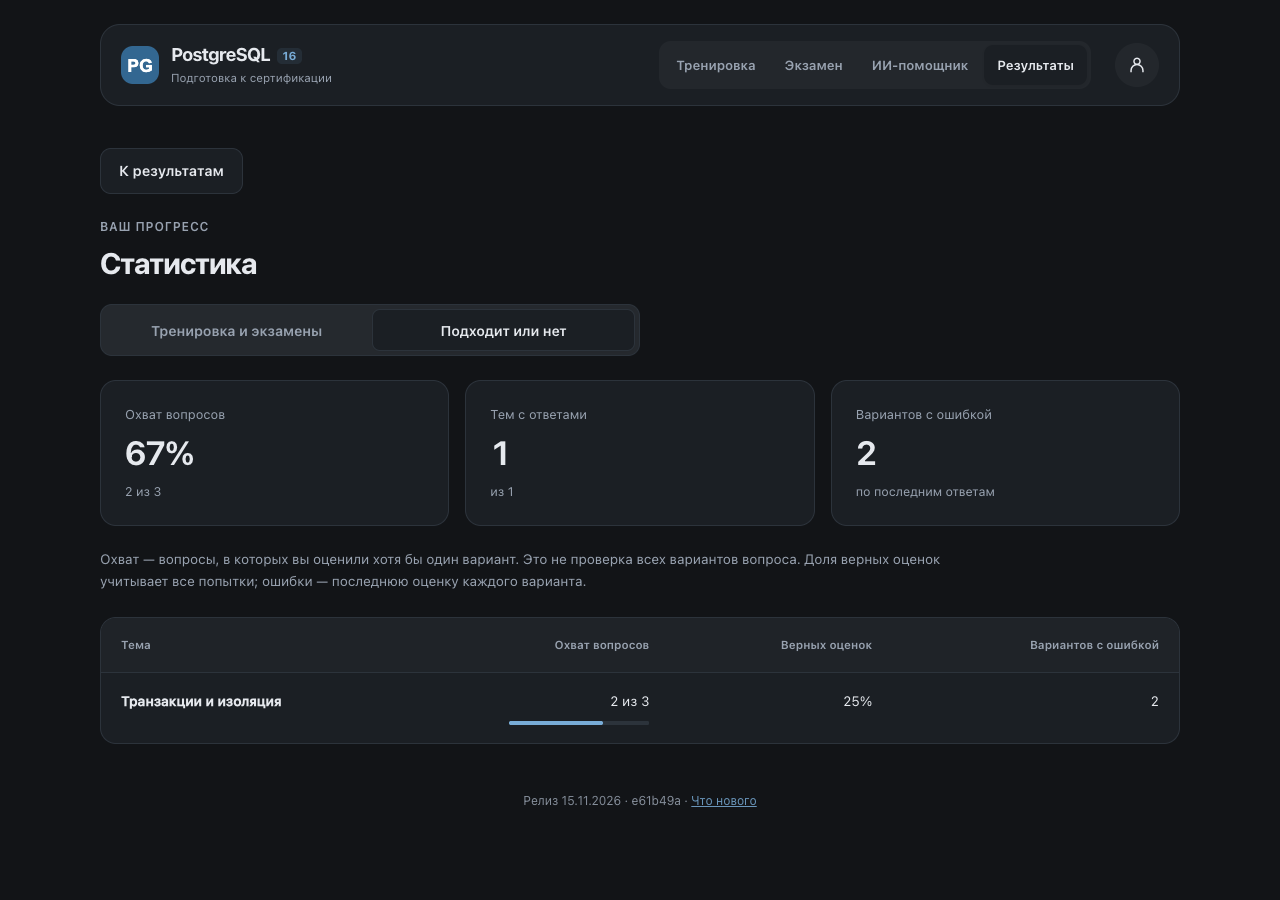 PG
PostgreSQL 16
Подготовка к сертификации
Тренировка
Экзамен
ИИ-помощник
Результаты
К результатам
ВАШ ПРОГРЕСС
Статистика
Тренировка и экзамены
Подходит или нет
Охват вопросов
67%
2 из 3
Тем с ответами
1
из 1
Вариантов с ошибкой
2
по последним ответам
Охват — вопросы, в которых вы оценили хотя бы один вариант. Это не проверка всех вариантов вопроса. Доля верных оценок
учитывает все попытки; ошибки — последнюю оценку каждого варианта.
Тема Охват вопросов Верных оценок Вариантов с ошибкой
Транзакции и изоляция 2 из 3 25% 2
Релиз 15.11.2026 · e61b49a · Что нового